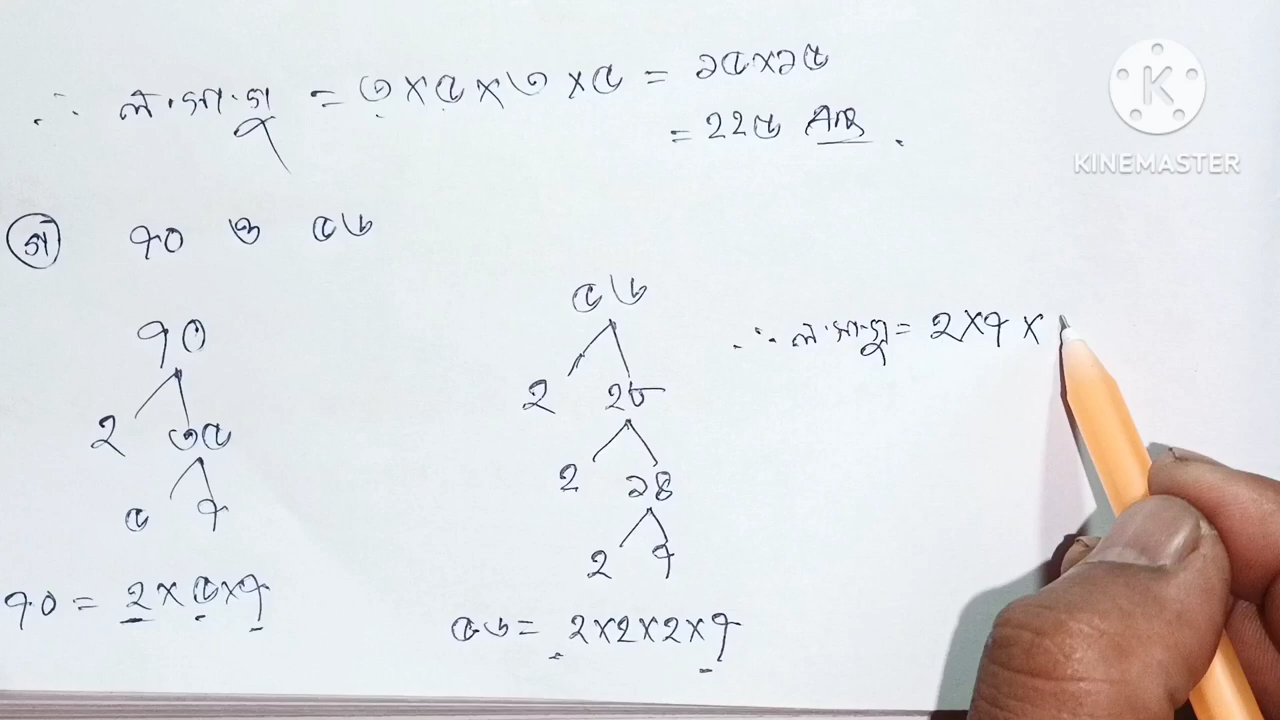 ∴ ল.সা.গু = ৩×৫×৩×৫ = ১৫×১৫
= ২২৫ Ans.
গ ৭০ ও ৫৬
৭০
২ ৩৫
৫ ৭
৭০ = ২×৫×৭
৫৬
২ ২৮
২ ১৪
২ ৭
৫৬ = ২×২×২×৭
∴ ল.সা.গু = ২×৭×
K
KINEMASTER